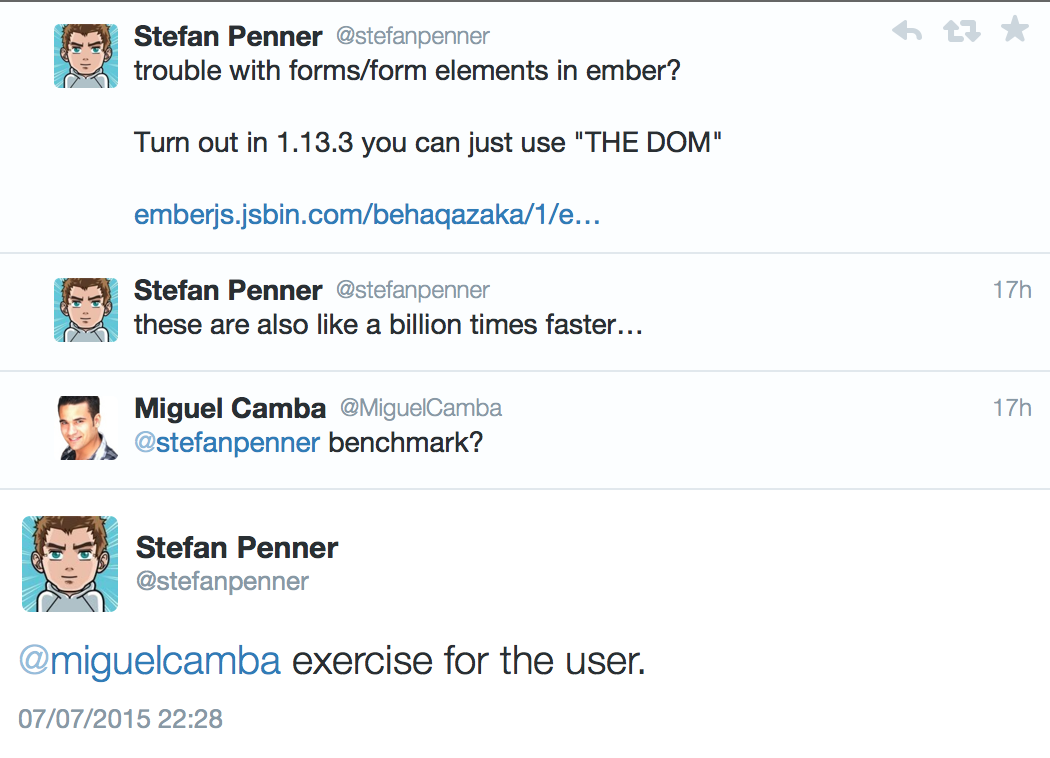 Stefan Penner @stefanpenner
trouble with forms/form elements in ember?
Turn out in 1.13.3 you can just use "THE DOM"
emberjs.jsbin.com/behaqazaka/1/e…
Stefan Penner @stefanpenner 17h
these are also like a billion times faster…
Miguel Camba @MiguelCamba 17h
@stefanpenner benchmark?
Stefan Penner
@stefanpenner
@miguelcamba exercise for the user.
07/07/2015 22:28